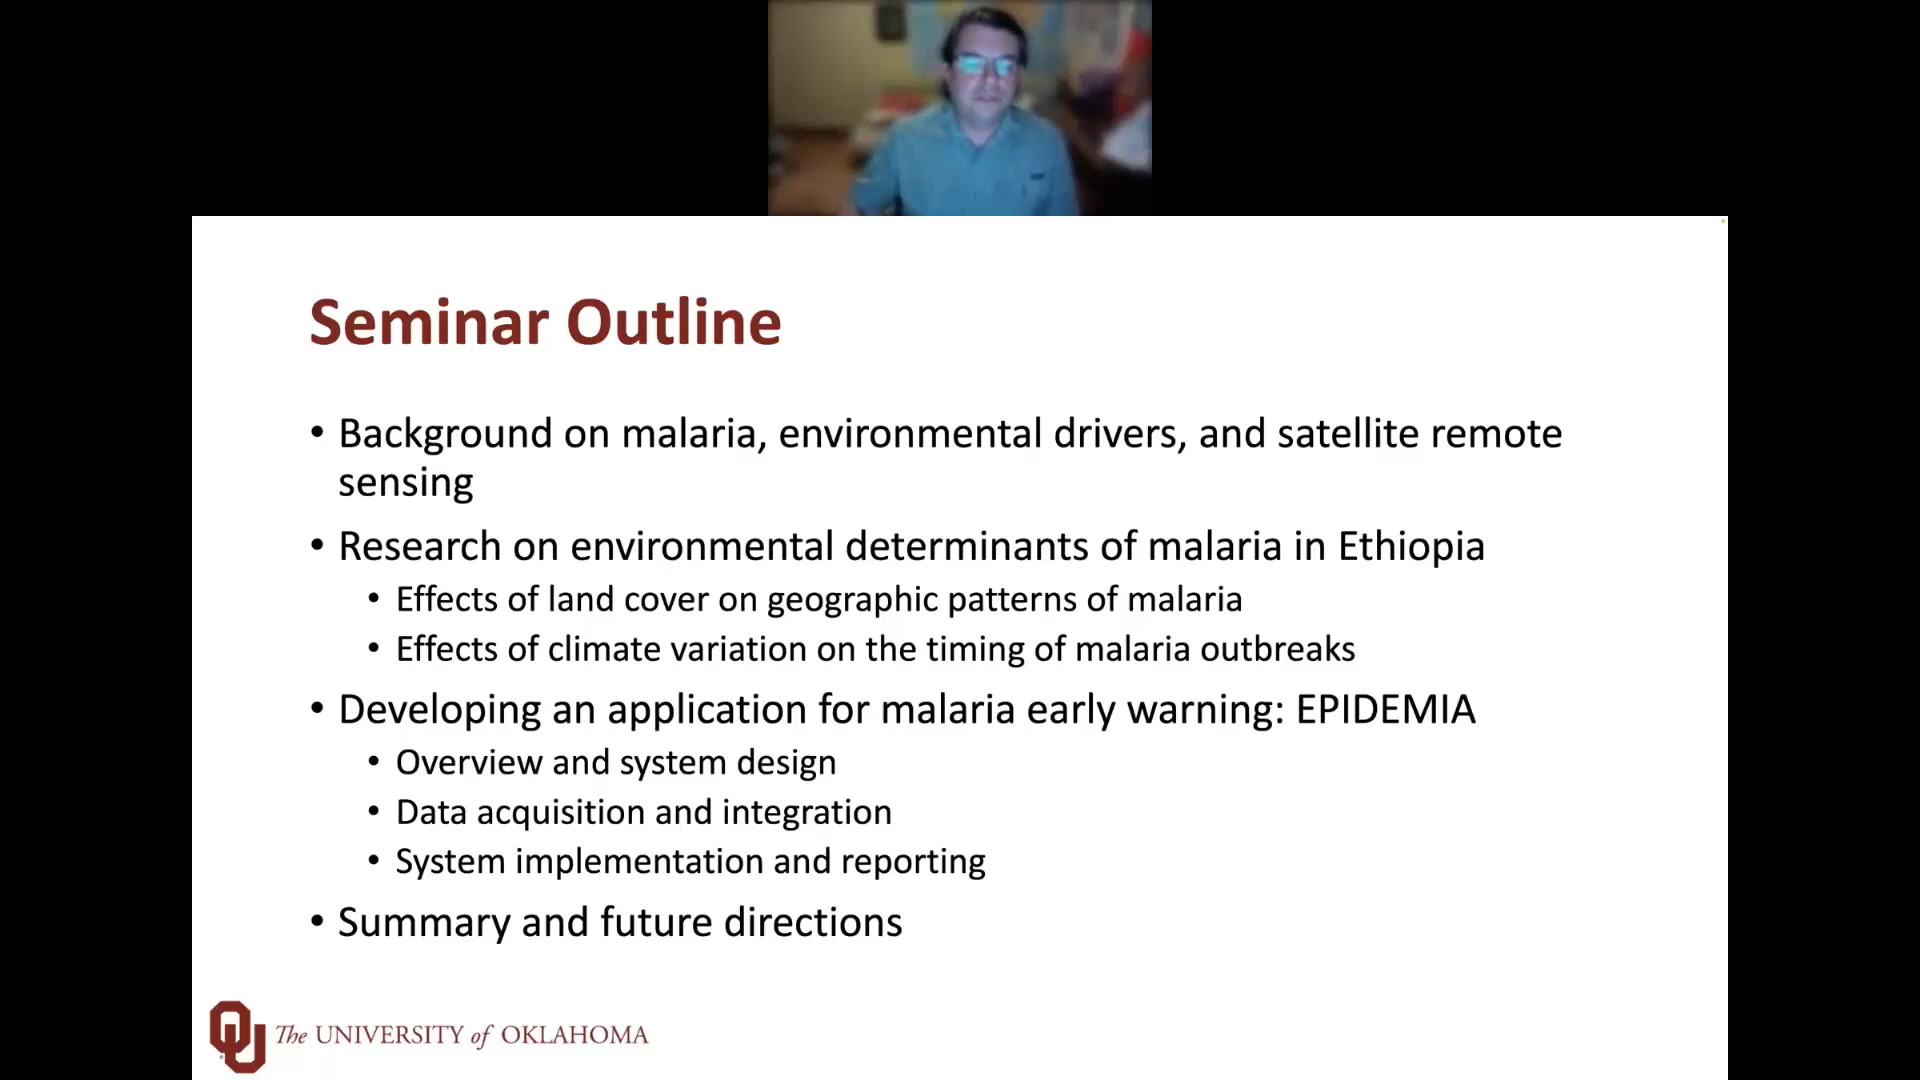 Seminar Outline
• Background on malaria, environmental drivers, and satellite remote
sensing
• Research on environmental determinants of malaria in Ethiopia
• Effects of land cover on geographic patterns of malaria
• Effects of climate variation on the timing of malaria outbreaks
• Developing an application for malaria early warning: EPIDEMIA
• Overview and system design
• Data acquisition and integration
• System implementation and reporting
• Summary and future directions
OU The UNIVERSITY of OKLAHOMA